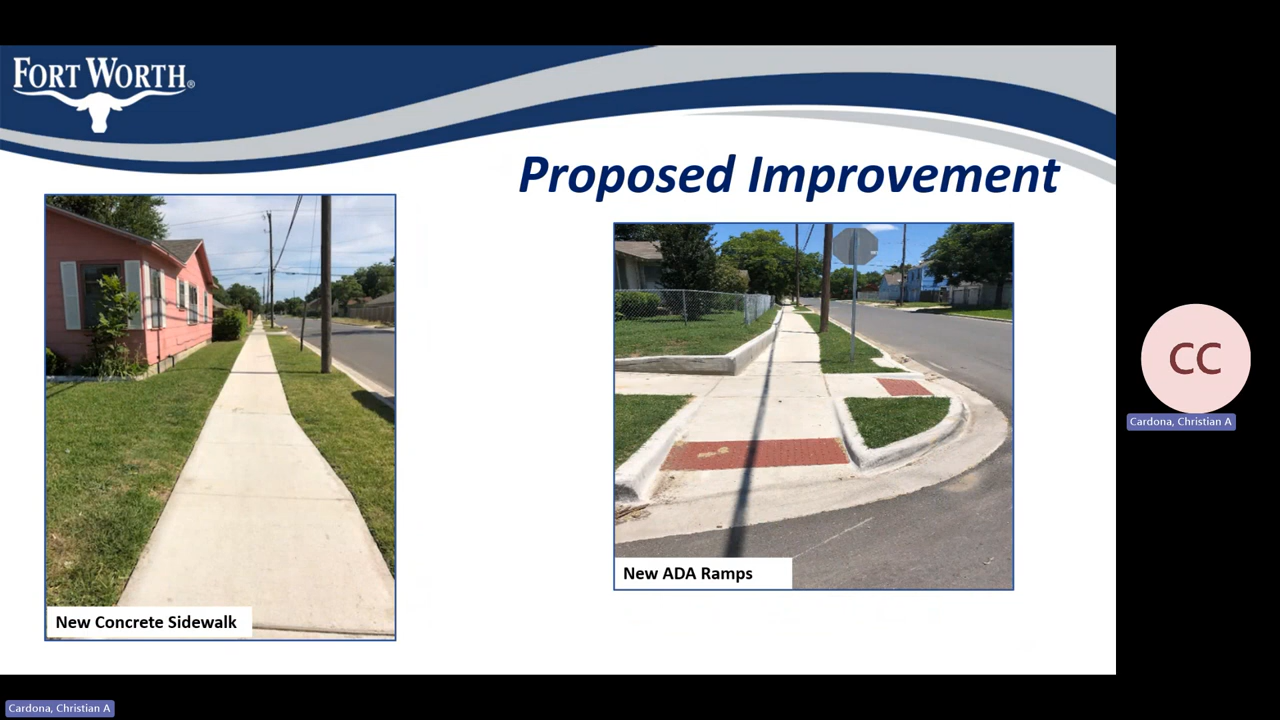 FORT WORTH®
Proposed Improvement
New Concrete Sidewalk
New ADA Ramps
CC
Cardona, Christian A
Cardona, Christian A